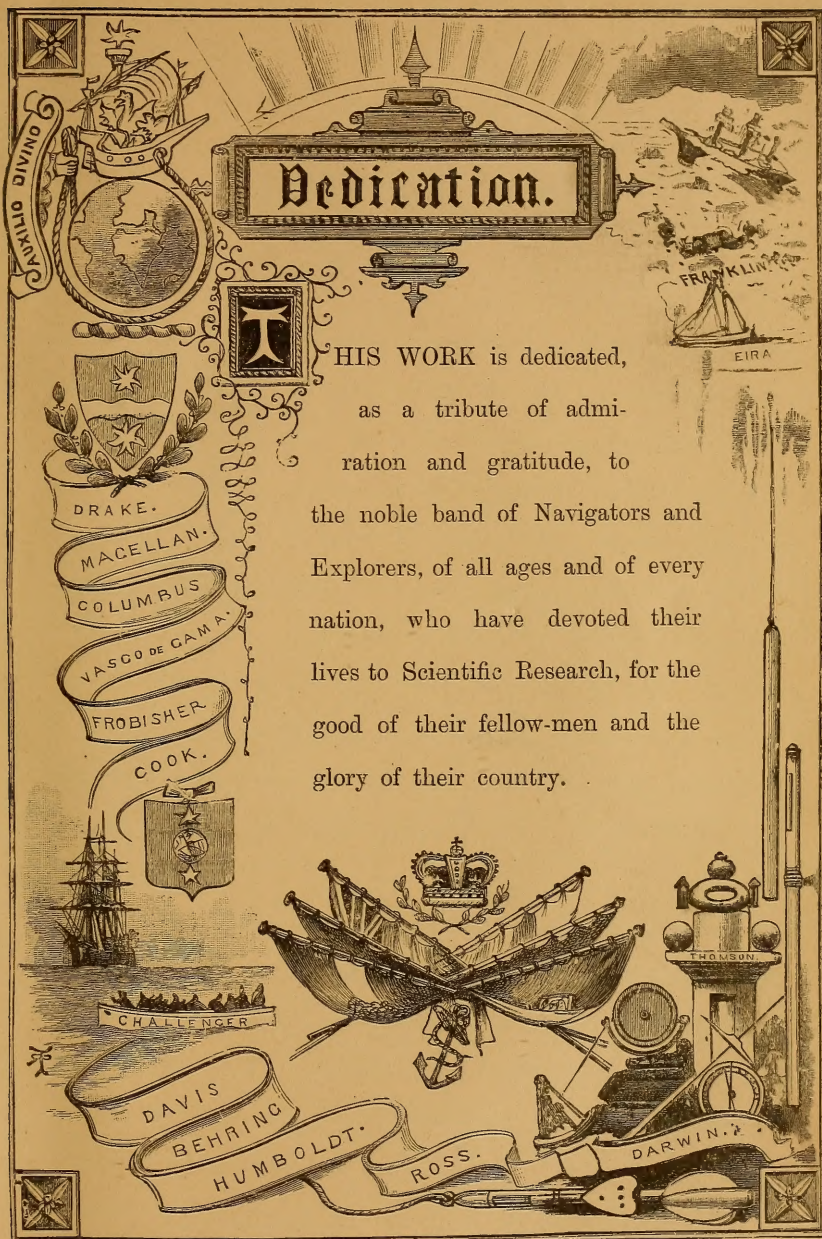 AUXILIO DIVINO
Dedication.
FRANKLIN.
EIRA
THIS WORK is dedicated,
as a tribute of admi-
ration and gratitude, to
the noble band of Navigators and
Explorers, of all ages and of every
nation, who have devoted their
lives to Scientific Research, for the
good of their fellow-men and the
glory of their country.
DRAKE.
MAGELLAN.
COLUMBUS
VASCO DE GAMA.
FROBISHER
COOK.
THOMSON.
CHALLENGER
DAVIS
BEHRING
HUMBOLDT.
ROSS.
DARWIN.